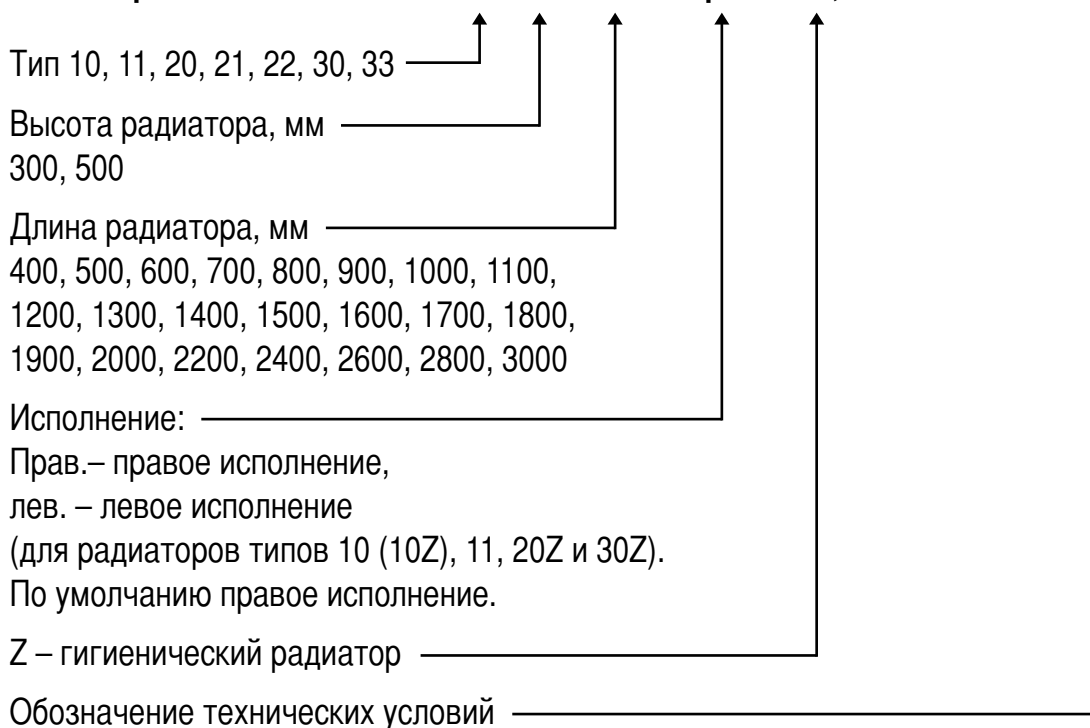 Тип 10, 11, 20, 21, 22, 30, 33
Высота радиатора, мм
300, 500
Длина радиатора, мм
400, 500, 600, 700, 800, 900, 1000, 1100,
1200, 1300, 1400, 1500, 1600, 1700, 1800,
1900, 2000, 2200, 2400, 2600, 2800, 3000
Исполнение:
Прав.– правое исполнение,
лев. – левое исполнение
(для радиаторов типов 10 (10Z), 11, 20Z и 30Z).
По умолчанию правое исполнение.
Z – гигиенический радиатор
Обозначение технических условий